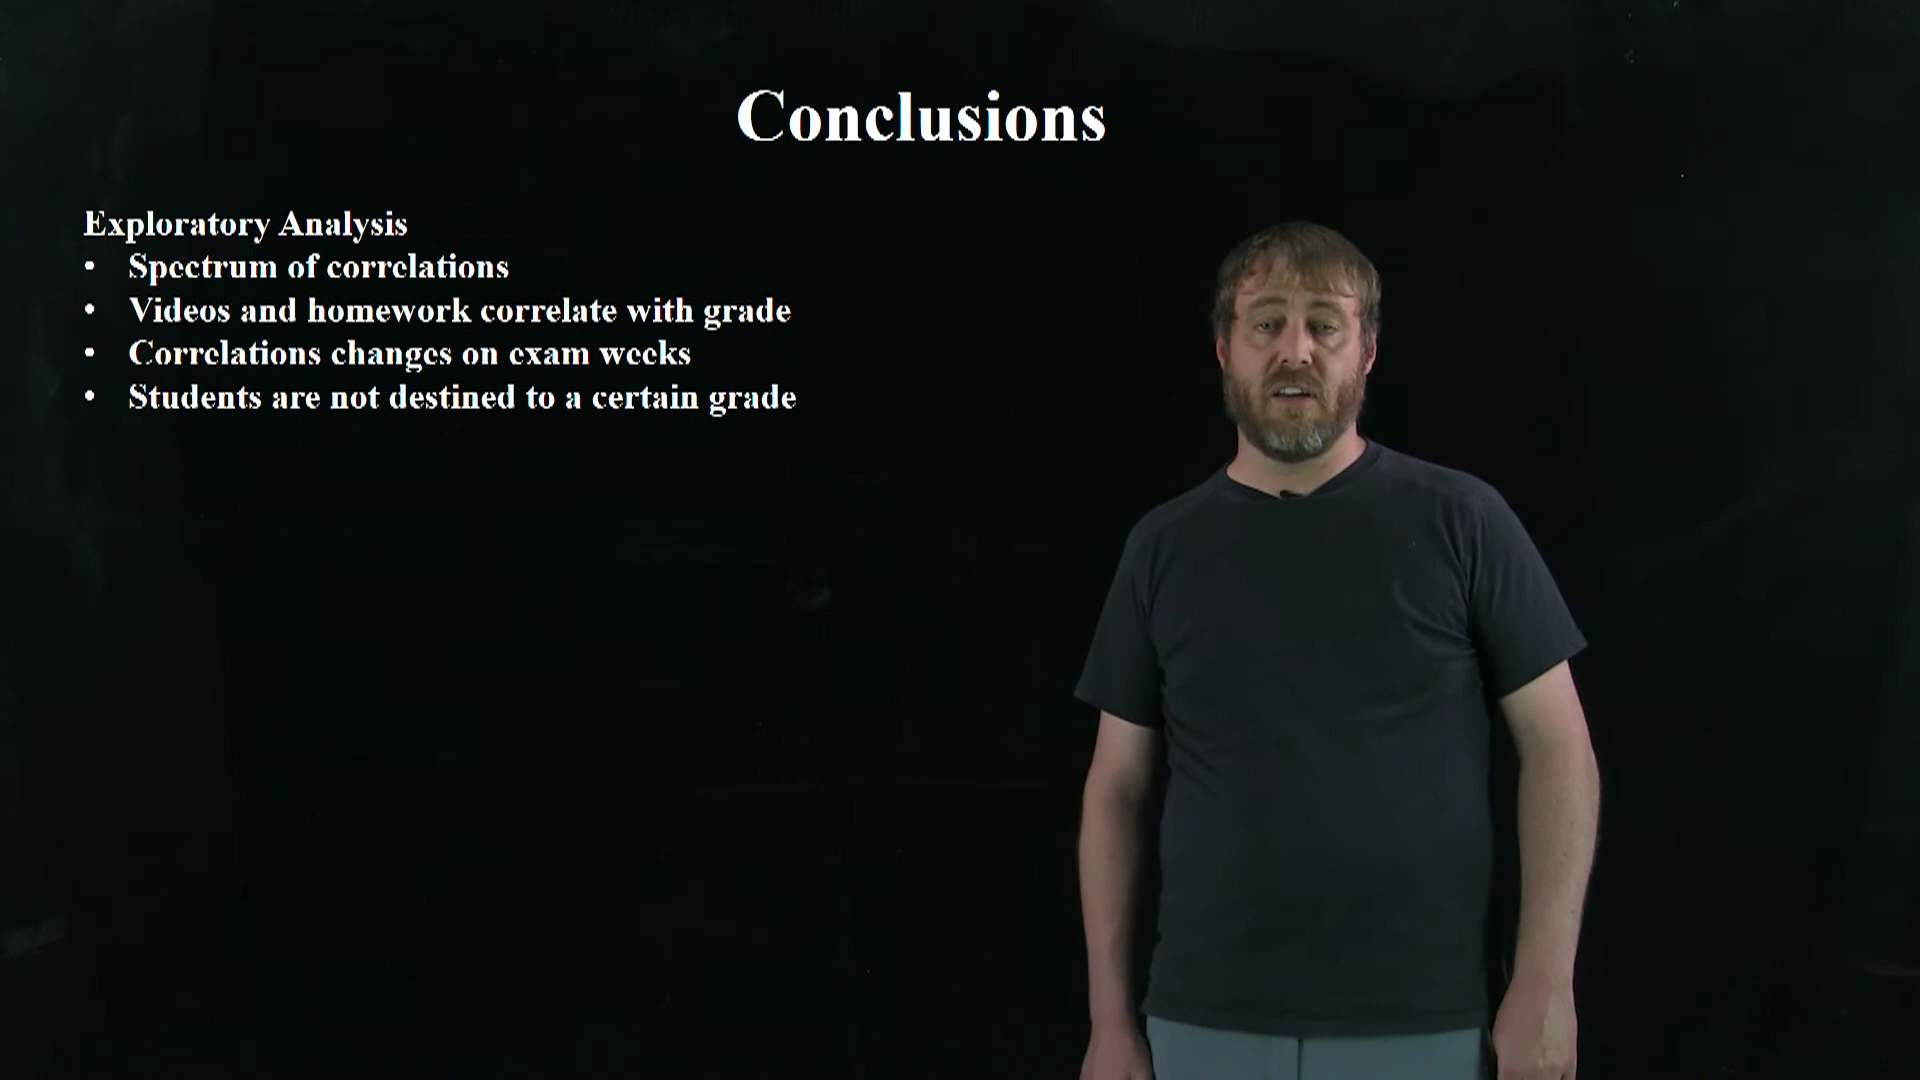 Conclusions
Exploratory Analysis
• Spectrum of correlations
• Videos and homework correlate with grade
• Correlations changes on exam weeks
• Students are not destined to a certain grade